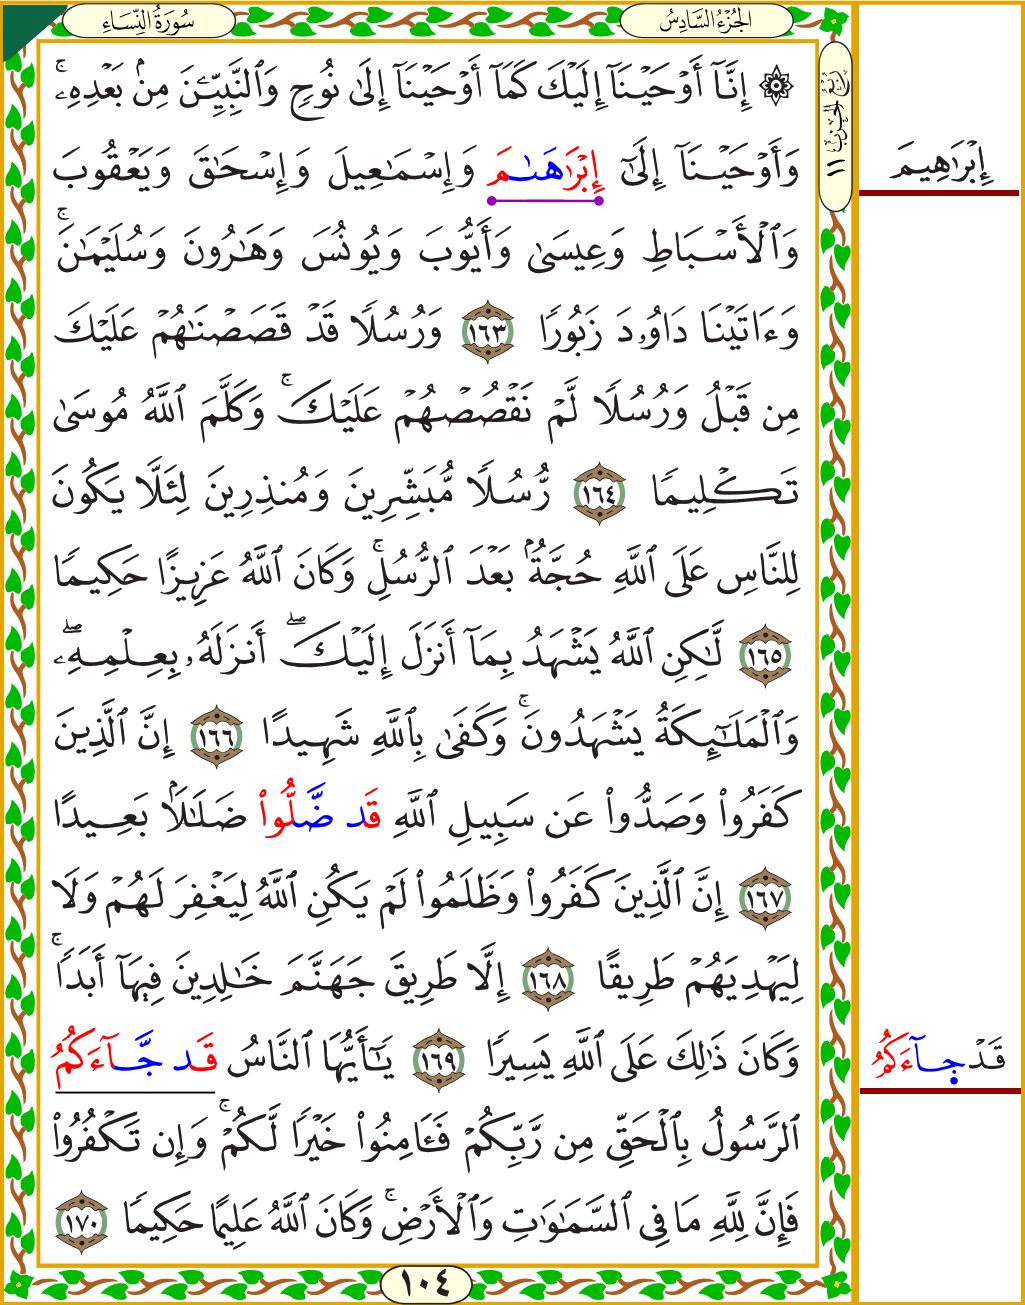 سُورَةُ النِّسَاءِ
الجُزْءُ السَّادِسُ
رُبْعُ الحِزْبِ ١١
۞ إِنَّآ أَوْحَيْنَآ إِلَيْكَ كَمَآ أَوْحَيْنَآ إِلَىٰ نُوحٍ وَٱلنَّبِيِّـۧنَ مِنۢ بَعْدِهِۦۚ
وَأَوْحَيْنَآ إِلَىٰٓ إِبْرَاهَـٰمَ وَإِسْمَـٰعِيلَ وَإِسْحَـٰقَ وَيَعْقُوبَ
إِبْرَاهِيمَ
وَٱلْأَسْبَاطِ وَعِيسَىٰ وَأَيُّوبَ وَيُونُسَ وَهَـٰرُونَ وَسُلَيْمَـٰنَۚ
وَءَاتَيْنَا دَاوُۥدَ زَبُورًا ١٦٣ وَرُسُلًا قَدْ قَصَصْنَـٰهُمْ عَلَيْكَ
مِن قَبْلُ وَرُسُلًا لَّمْ نَقْصُصْهُمْ عَلَيْكَۚ وَكَلَّمَ ٱللَّهُ مُوسَىٰ
تَكْلِيمًا ١٦٤ رُّسُلًا مُّبَشِّرِينَ وَمُنذِرِينَ لِئَلَّا يَكُونَ
لِلنَّاسِ عَلَى ٱللَّهِ حُجَّةٌۢ بَعْدَ ٱلرُّسُلِۚ وَكَانَ ٱللَّهُ عَزِيزًا حَكِيمًا
١٦٥ لَّـٰكِنِ ٱللَّهُ يَشْهَدُ بِمَآ أَنزَلَ إِلَيْكَۖ أَنزَلَهُۥ بِعِلْمِهِۦۖ
وَٱلْمَلَـٰٓئِكَةُ يَشْهَدُونَۚ وَكَفَىٰ بِٱللَّهِ شَهِيدًا ١٦٦ إِنَّ ٱلَّذِينَ
كَفَرُوا۟ وَصَدُّوا۟ عَن سَبِيلِ ٱللَّهِ قَد ضَّلُّوا۟ ضَلَـٰلًۢا بَعِيدًا
١٦٧ إِنَّ ٱلَّذِينَ كَفَرُوا۟ وَظَلَمُوا۟ لَمْ يَكُنِ ٱللَّهُ لِيَغْفِرَ لَهُمْ وَلَا
لِيَهْدِيَهُمْ طَرِيقًا ١٦٨ إِلَّا طَرِيقَ جَهَنَّمَ خَـٰلِدِينَ فِيهَآ أَبَدًاۚ
وَكَانَ ذَٰلِكَ عَلَى ٱللَّهِ يَسِيرًا ١٦٩ يَـٰٓأَيُّهَا ٱلنَّاسُ قَد جَّآءَكُمُ
قَدْ جِآءَكُمُ
ٱلرَّسُولُ بِٱلْحَقِّ مِن رَّبِّكُمْ فَـَٔامِنُوا۟ خَيْرًا لَّكُمْۚ وَإِن تَكْفُرُوا۟
فَإِنَّ لِلَّهِ مَا فِى ٱلسَّمَـٰوَٰتِ وَٱلْأَرْضِۚ وَكَانَ ٱللَّهُ عَلِيمًا حَكِيمًا ١٧٠
١٠٤